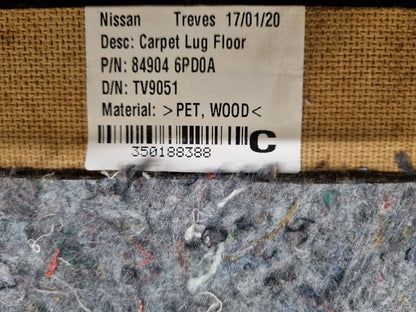 Nissan Treves 17/01/20
Desc: Carpet Lug Floor
P/N: 84904 6PD0A
D/N: TV9051
Material: >PET, WOOD<
350188388 C